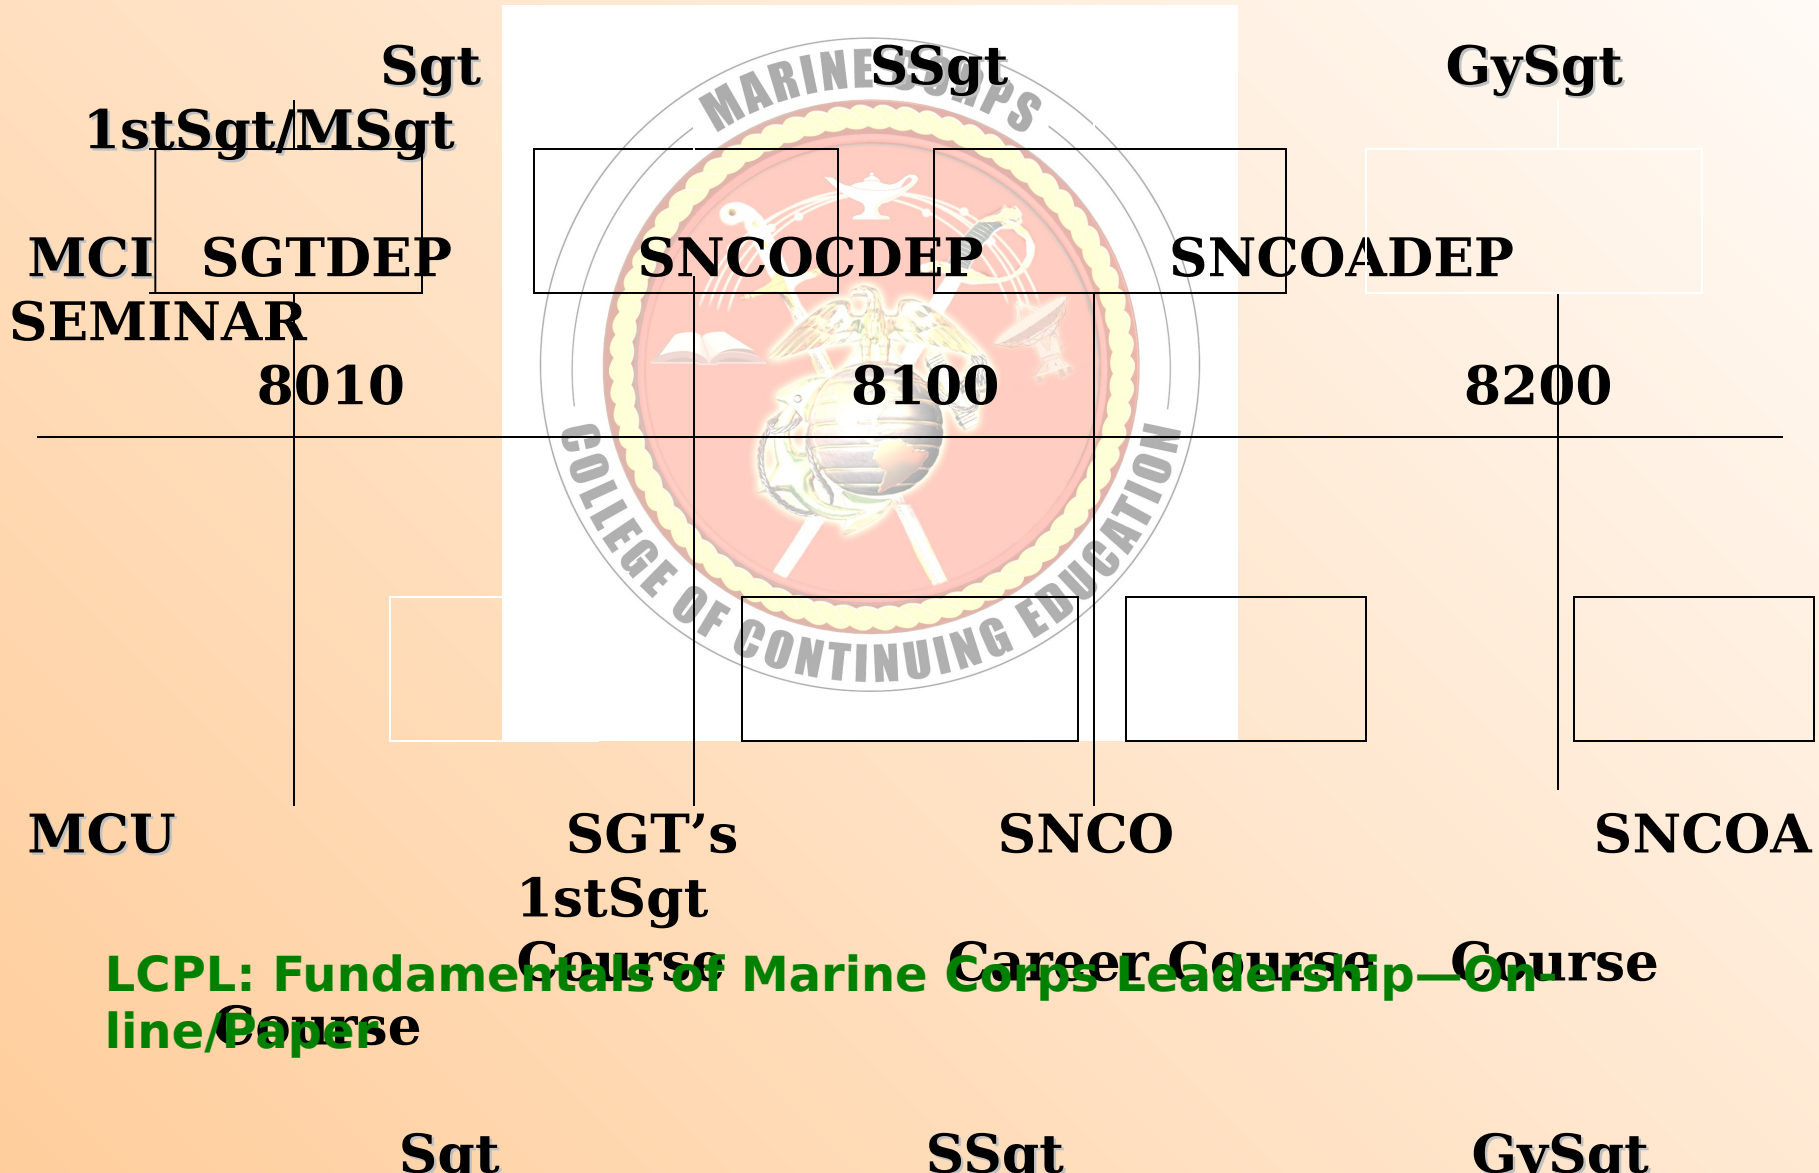 Sgt SSgt GySgt
1stSgt/MSgt
MARINE CORPS
MCI SGTDEP SNCOCDEP SNCOADEP
SEMINAR
8010 8100 8200
COLLEGE OF CONTINUING EDUCATION
MCU SGT’s SNCO SNCOA
1stSgt
Course Career Course Course
LCPL: Fundamentals of Marine Corps Leadership—On-
line/Paper
Course
Sgt SSgt GySgt